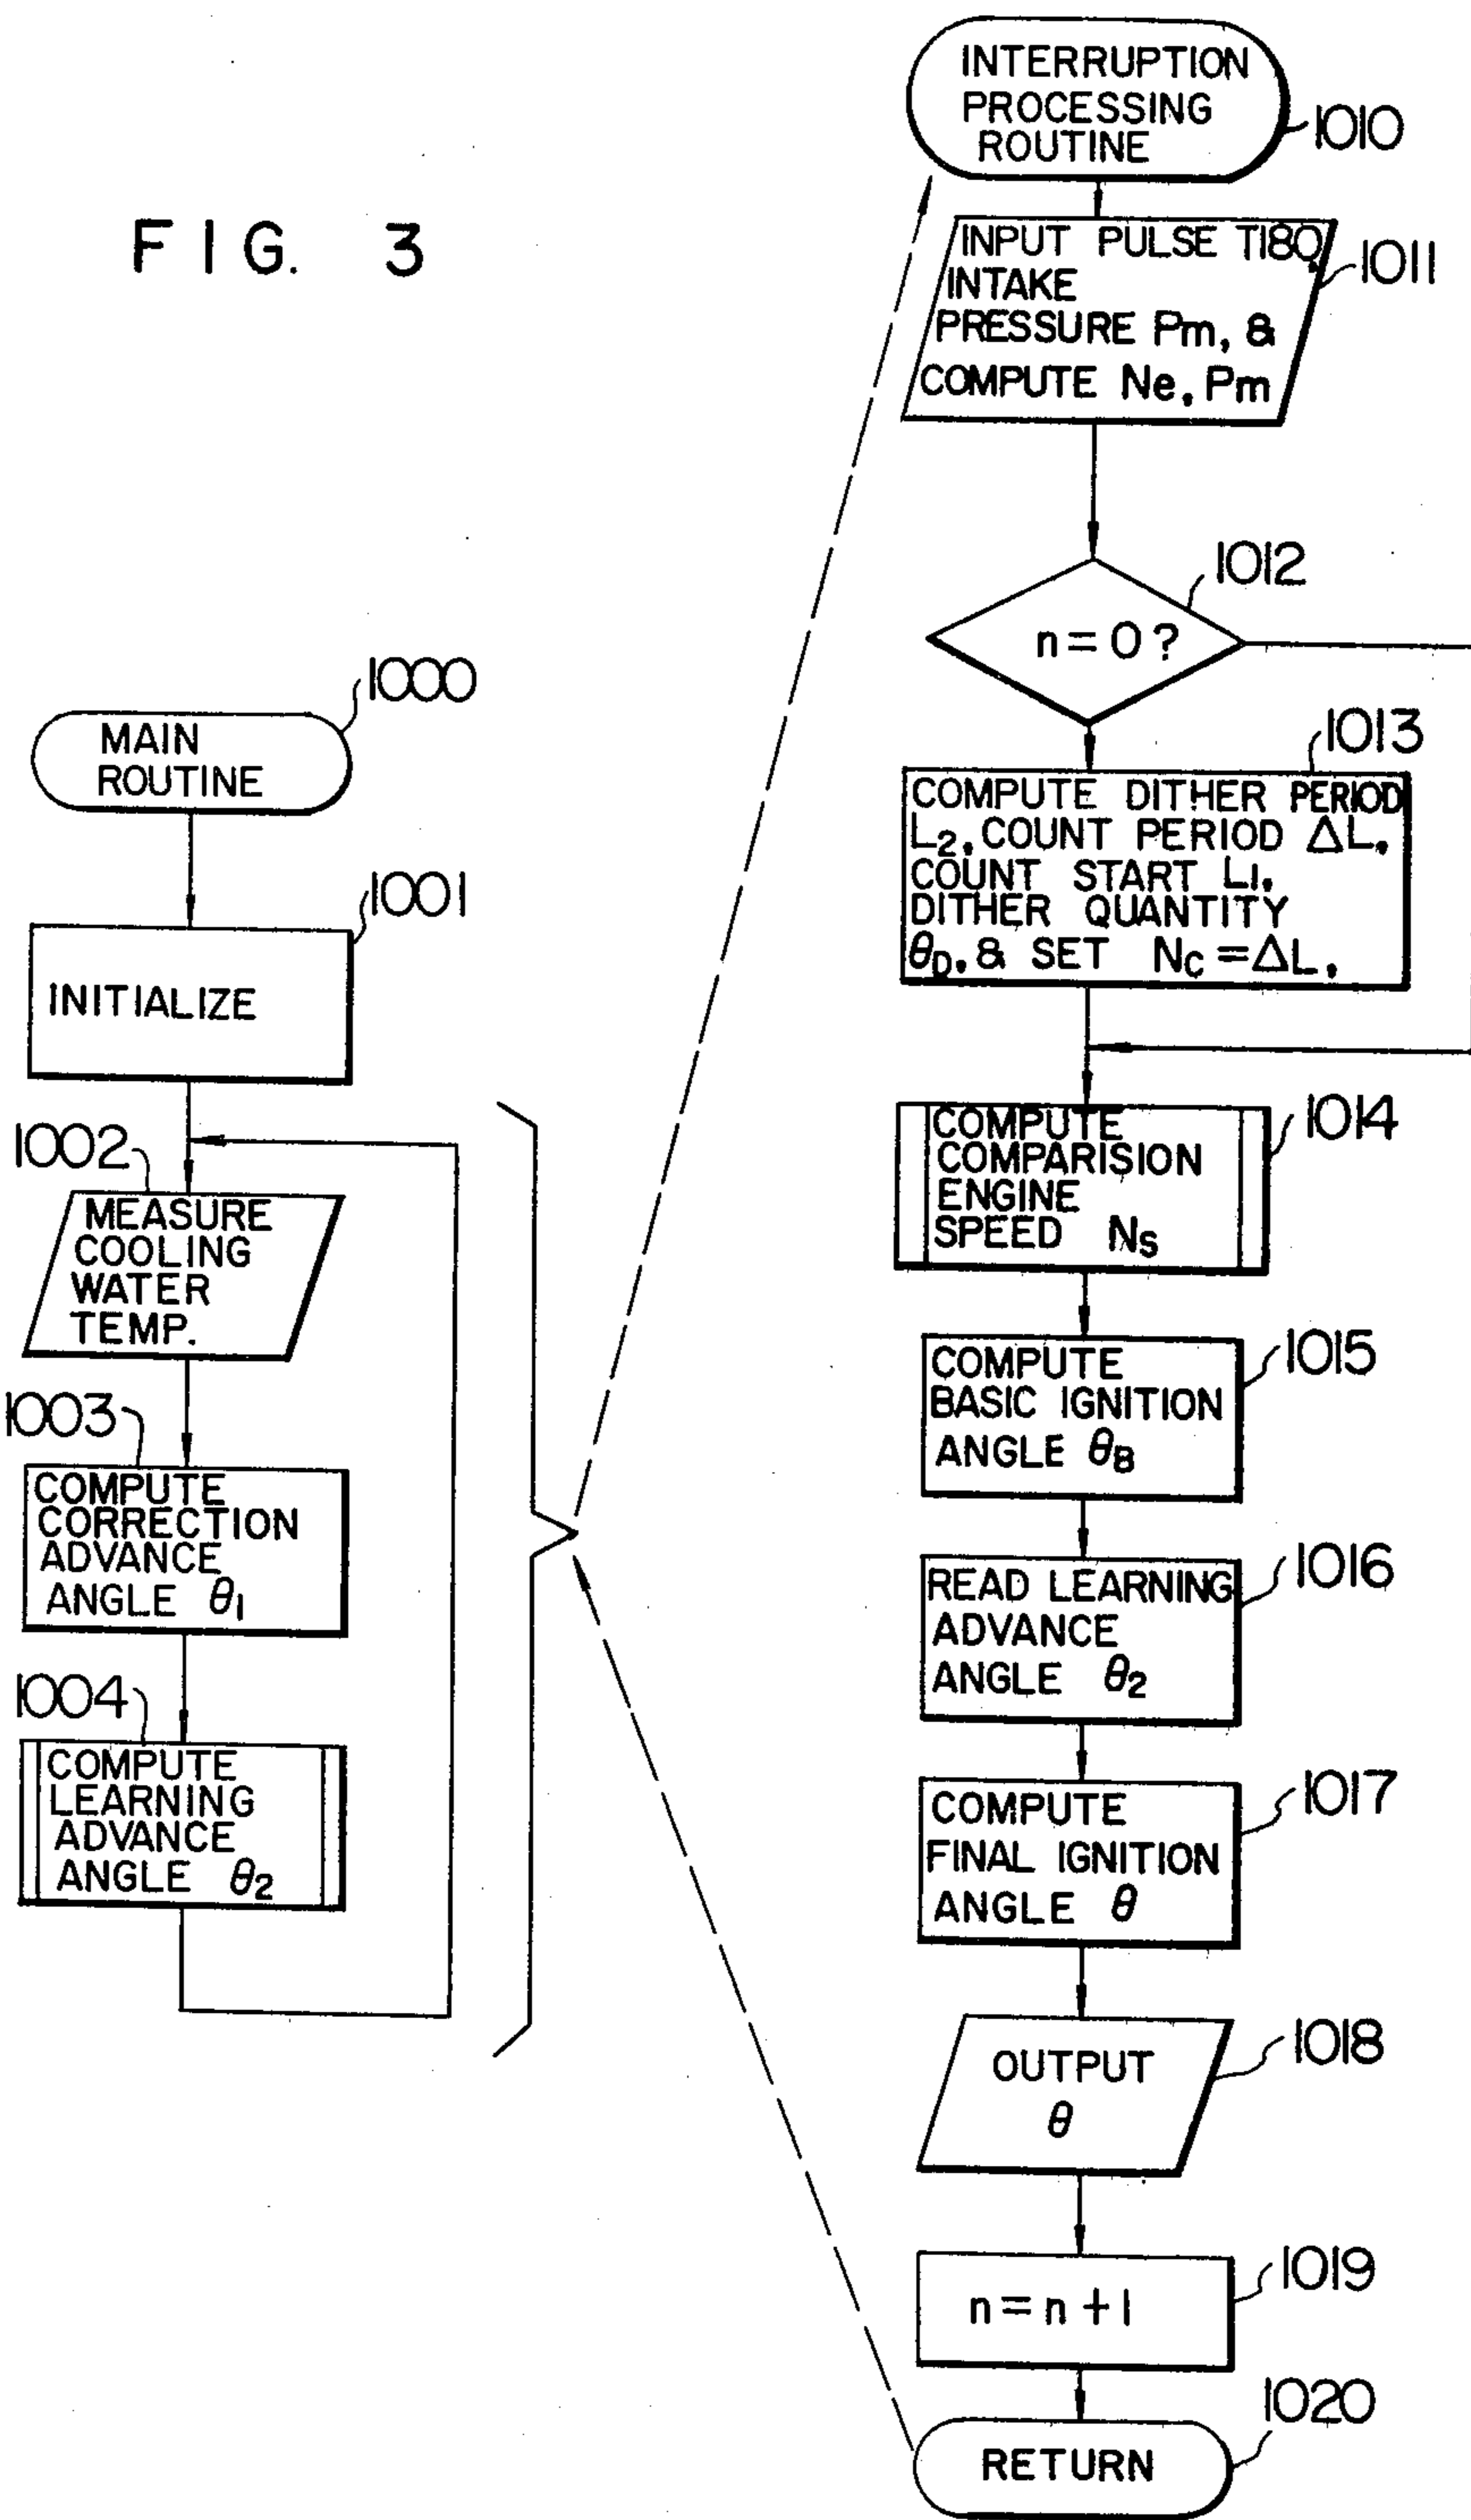 FIG. 3
1000
MAIN
ROUTINE
1001
INITIALIZE
1002
MEASURE
COOLING
WATER
TEMP.
1003
COMPUTE
CORRECTION
ADVANCE
ANGLE θ1
1004
COMPUTE
LEARNING
ADVANCE
ANGLE θ2
INTERRUPTION
PROCESSING
ROUTINE
1010
INPUT PULSE T180,
INTAKE
PRESSURE Pm, &
COMPUTE Ne, Pm
1011
1012
n=0?
1013
COMPUTE DITHER PERIOD
L2, COUNT PERIOD ΔL,
COUNT START L1,
DITHER QUANTITY
θD, & SET NC=ΔL,
1014
COMPUTE
COMPARISION
ENGINE
SPEED NS
1015
COMPUTE
BASIC IGNITION
ANGLE θB
1016
READ LEARNING
ADVANCE
ANGLE θ2
1017
COMPUTE
FINAL IGNITION
ANGLE θ
1018
OUTPUT
θ
1019
n=n+1
1020
RETURN